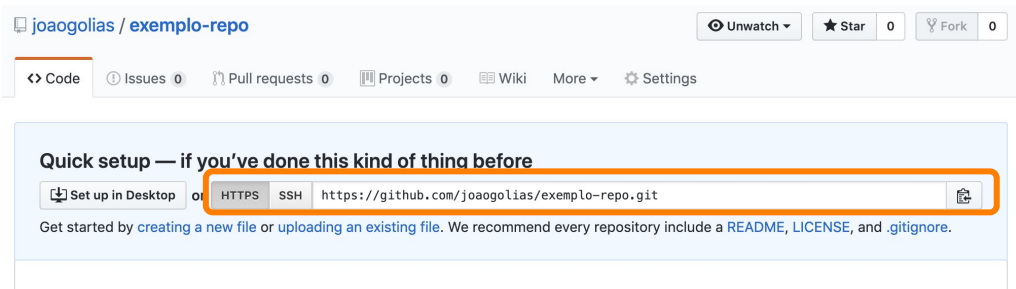 joaogolias / exemplo-repo
Unwatch Star 0 Fork 0
Code Issues 0 Pull requests 0 Projects 0 Wiki More Settings
Quick setup — if you've done this kind of thing before
Set up in Desktop or HTTPS SSH https://github.com/joaogolias/exemplo-repo.git
Get started by creating a new file or uploading an existing file. We recommend every repository include a README, LICENSE, and .gitignore.